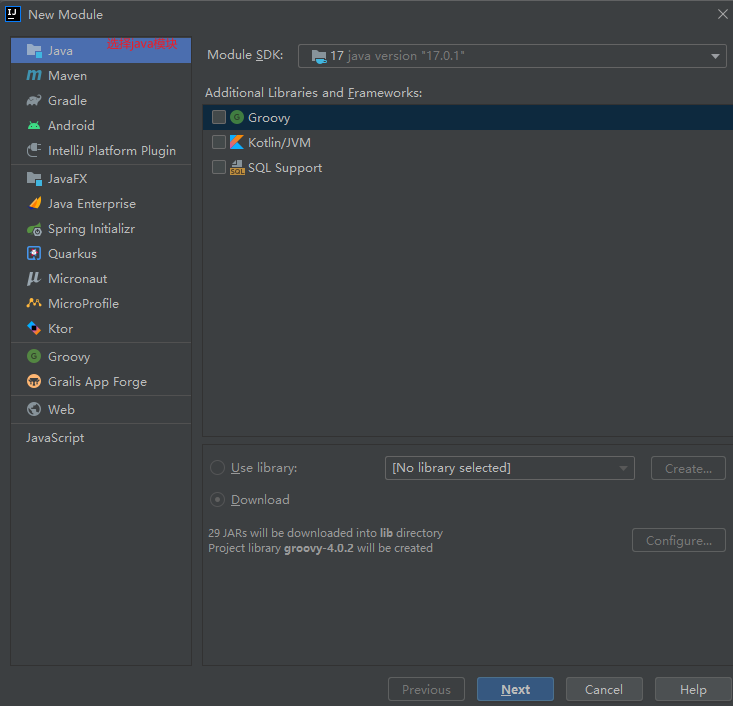 New Module
Java 选择java模块
Maven
Gradle
Android
IntelliJ Platform Plugin
JavaFX
Java Enterprise
Spring Initializr
Quarkus
Micronaut
MicroProfile
Ktor
Groovy
Grails App Forge
Web
JavaScript
Module SDK: 17 java version "17.0.1"
Additional Libraries and Frameworks:
Groovy
Kotlin/JVM
SQL Support
Use library: [No library selected] Create...
Download
29 JARs will be downloaded into lib directory
Project library groovy-4.0.2 will be created
Configure...
Previous Next Cancel Help